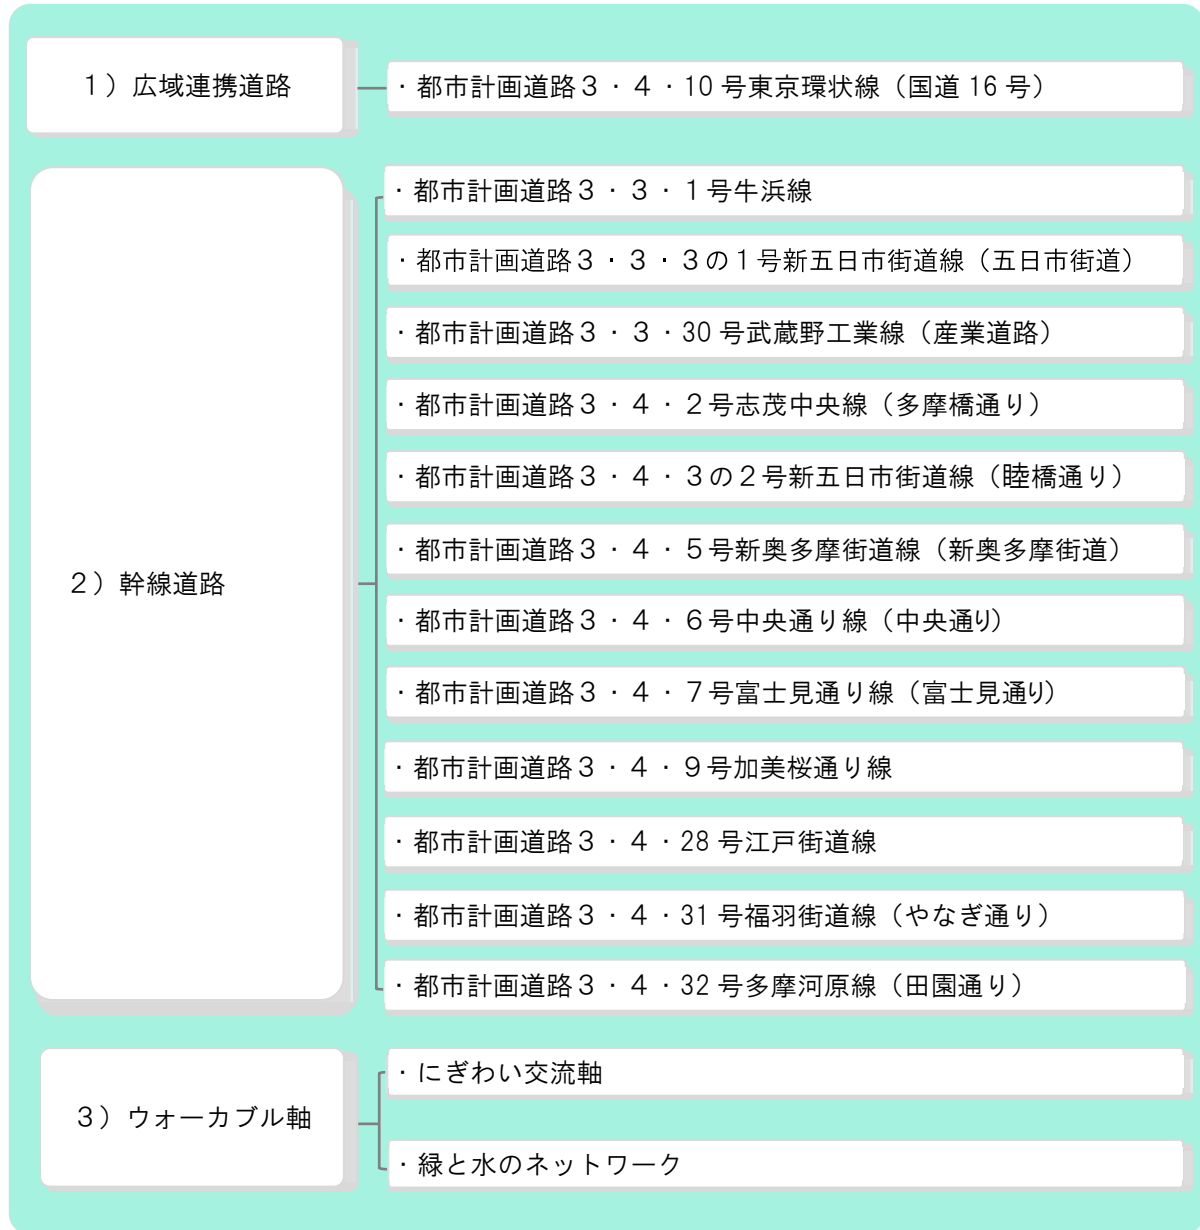 １）広域連携道路
・都市計画道路３・４・10 号東京環状線（国道 16 号）
２）幹線道路
・都市計画道路３・３・１号牛浜線
・都市計画道路３・３・３の１号新五日市街道線（五日市街道）
・都市計画道路３・３・30 号武蔵野工業線（産業道路）
・都市計画道路３・４・２号志茂中央線（多摩橋通り）
・都市計画道路３・４・３の２号新五日市街道線（睦橋通り）
・都市計画道路３・４・５号新奥多摩街道線（新奥多摩街道）
・都市計画道路３・４・６号中央通り線（中央通り）
・都市計画道路３・４・７号富士見通り線（富士見通り）
・都市計画道路３・４・９号加美桜通り線
・都市計画道路３・４・28 号江戸街道線
・都市計画道路３・４・31 号福羽街道線（やなぎ通り）
・都市計画道路３・４・32 号多摩河原線（田園通り）
３）ウォーカブル軸
・にぎわい交流軸
・緑と水のネットワーク